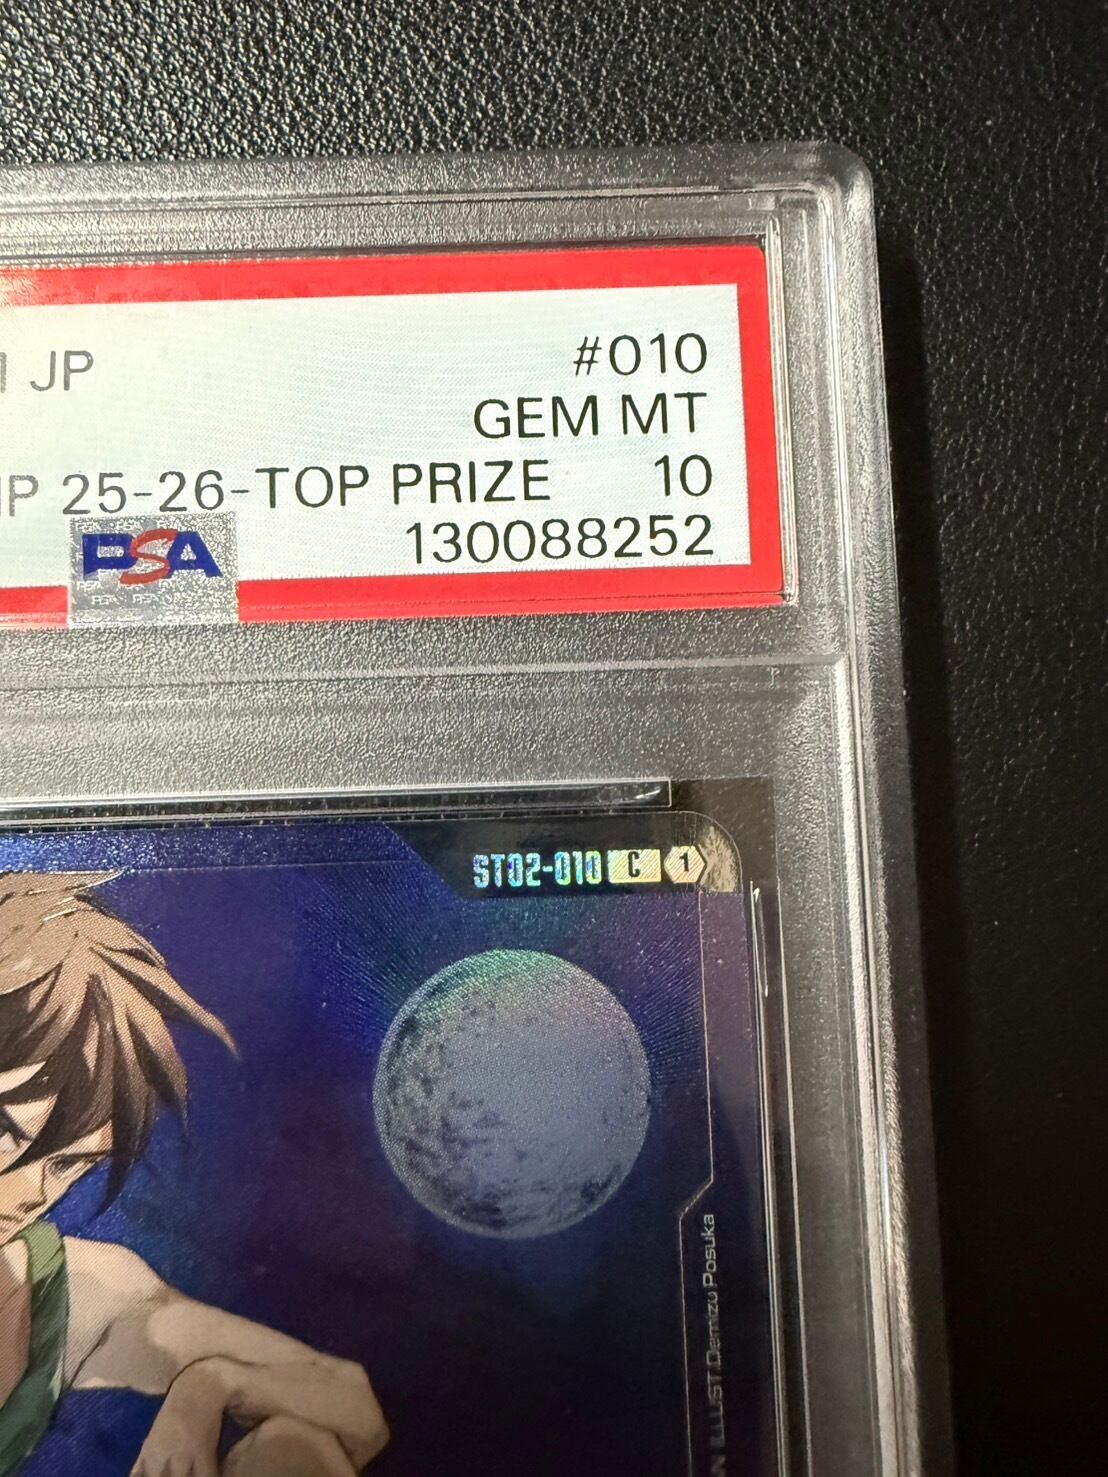 JP
#010
GEM MT
25-26-TOP PRIZE
10
130088252
PSA
ST02-010 C 1
ILLUST Demizu Posuka